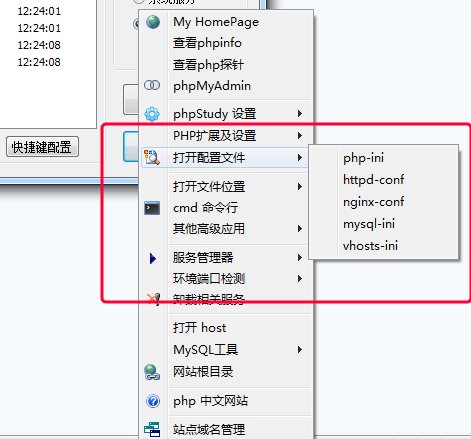 系统服务
12:24:01
12:24:01
12:24:08
12:24:08
快捷键配置
My HomePage
查看phpinfo
查看php探针
phpMyAdmin
phpStudy 设置
PHP扩展及设置
打开配置文件
打开文件位置
cmd 命令行
其他高级应用
服务管理器
环境端口检测
卸载相关服务
打开 host
MySQL工具
网站根目录
php 中文网站
站点域名管理
php-ini
httpd-conf
nginx-conf
mysql-ini
vhosts-ini